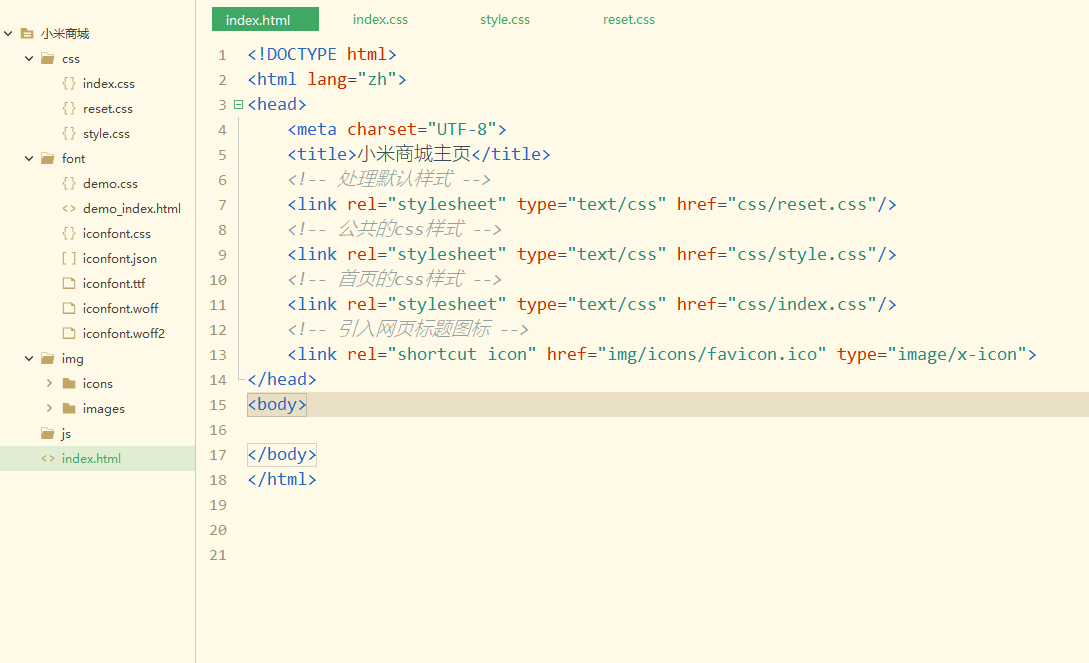 小米商城
css
index.css
reset.css
style.css
font
demo.css
demo_index.html
iconfont.css
iconfont.json
iconfont.ttf
iconfont.woff
iconfont.woff2
img
icons
images
js
index.html
index.html index.css style.css reset.css
1 <!DOCTYPE html>
2 <html lang="zh">
3 <head>
4 <meta charset="UTF-8">
5 <title>小米商城主页</title>
6 <!-- 处理默认样式 -->
7 <link rel="stylesheet" type="text/css" href="css/reset.css"/>
8 <!-- 公共的css样式 -->
9 <link rel="stylesheet" type="text/css" href="css/style.css"/>
10 <!-- 首页的css样式 -->
11 <link rel="stylesheet" type="text/css" href="css/index.css"/>
12 <!-- 引入网页标题图标 -->
13 <link rel="shortcut icon" href="img/icons/favicon.ico" type="image/x-icon">
14 </head>
15 <body>
16
17 </body>
18 </html>
19
20
21